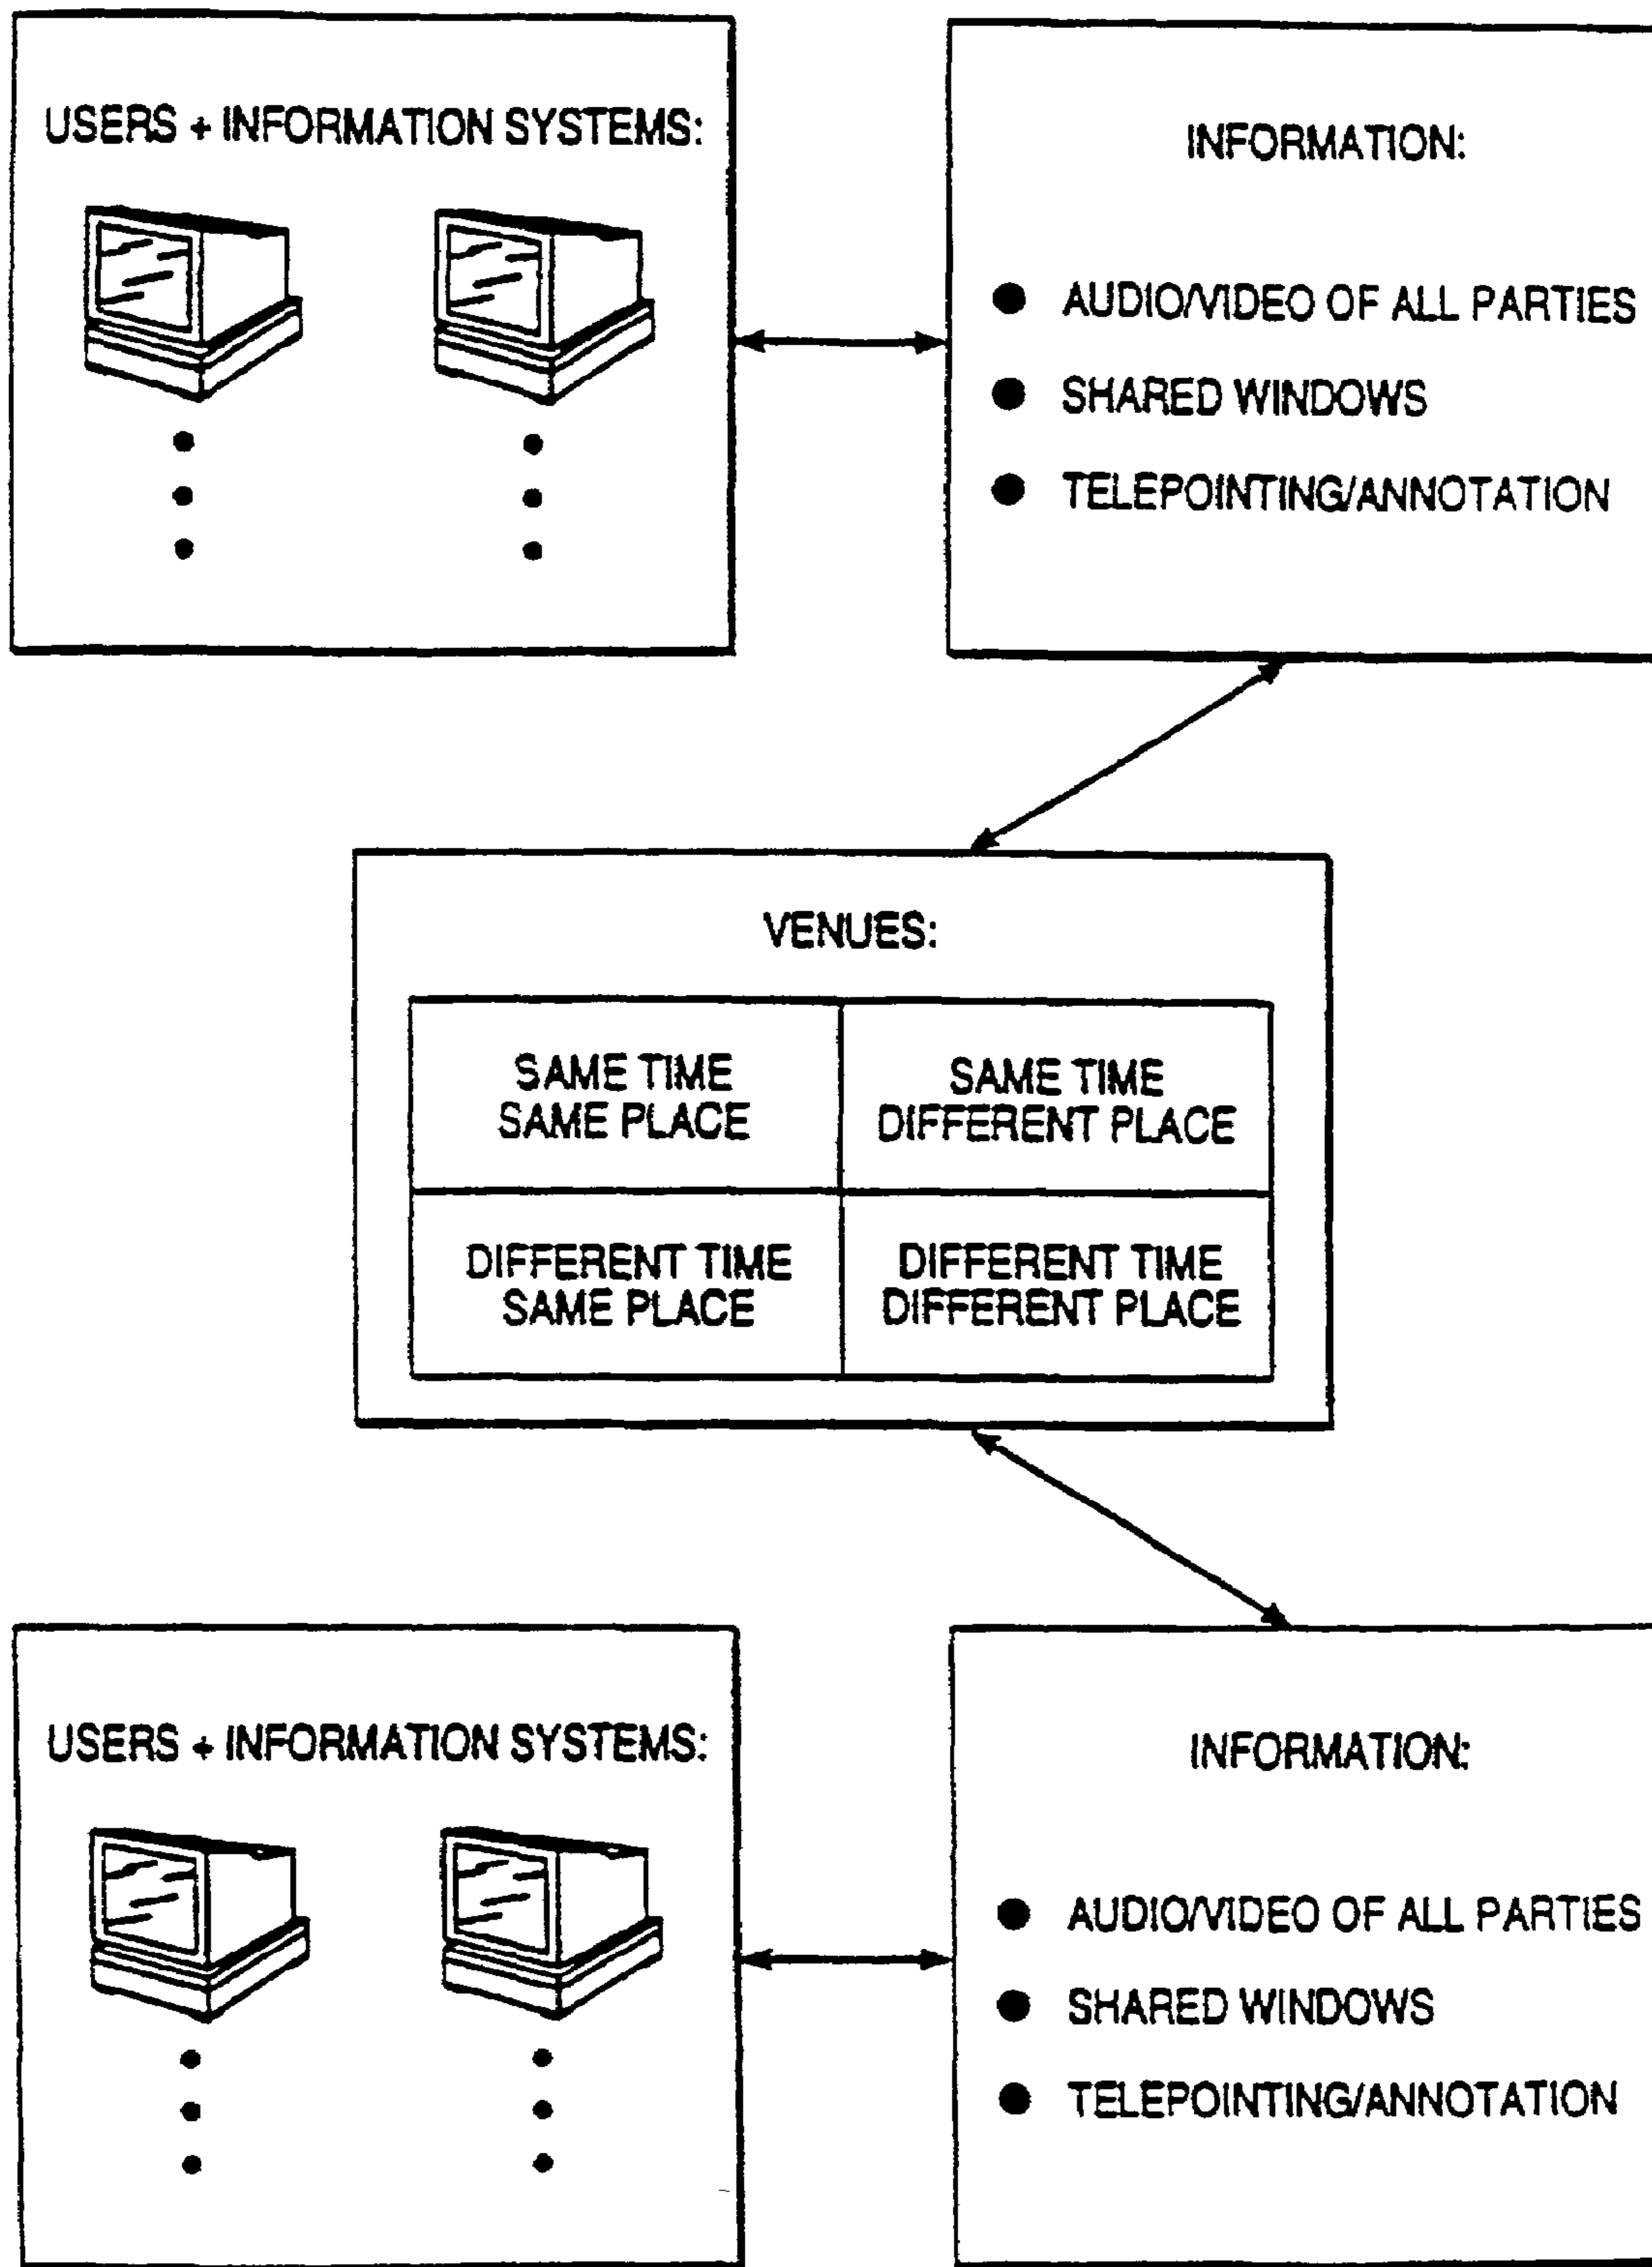 USERS + INFORMATION SYSTEMS:
INFORMATION:
● AUDIO/VIDEO OF ALL PARTIES
● SHARED WINDOWS
● TELEPOINTING/ANNOTATION
VENUES:
SAME TIME
SAME PLACE
SAME TIME
DIFFERENT PLACE
DIFFERENT TIME
SAME PLACE
DIFFERENT TIME
DIFFERENT PLACE
USERS + INFORMATION SYSTEMS:
INFORMATION:
● AUDIO/VIDEO OF ALL PARTIES
● SHARED WINDOWS
● TELEPOINTING/ANNOTATION